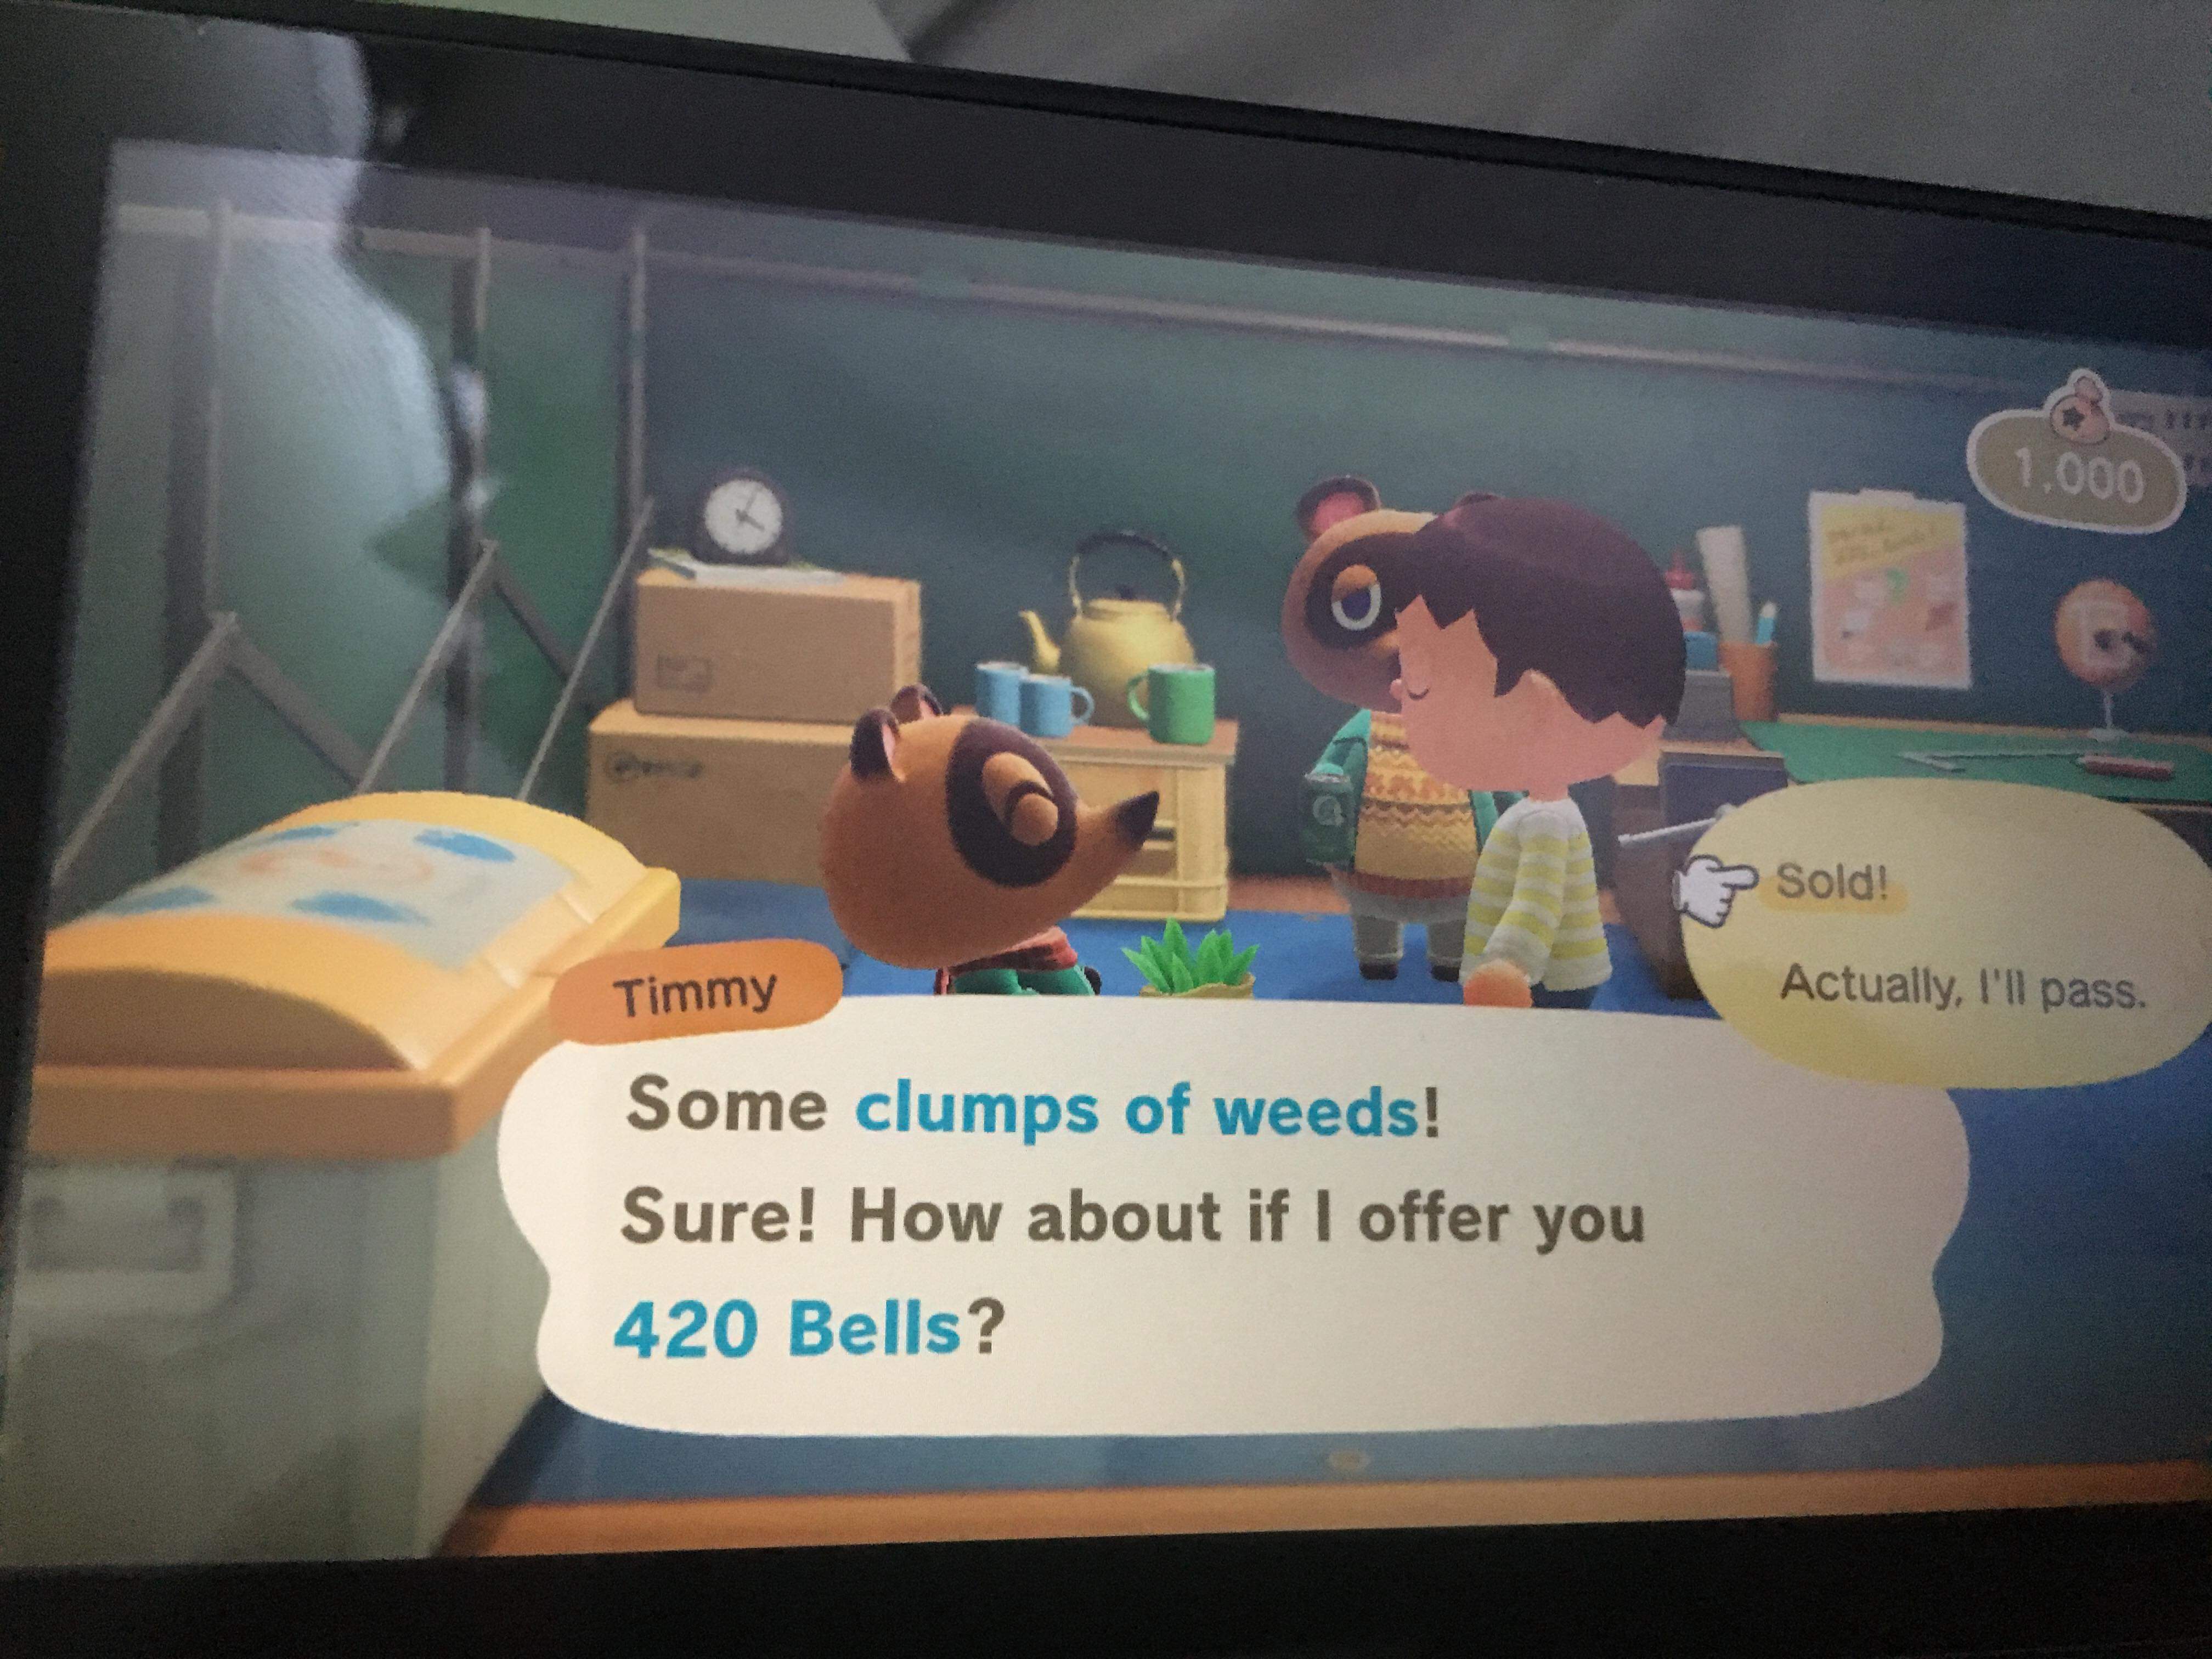 1,000
Sold!
Actually, I'll pass.
Timmy
Some clumps of weeds!
Sure! How about if I offer you
420 Bells?